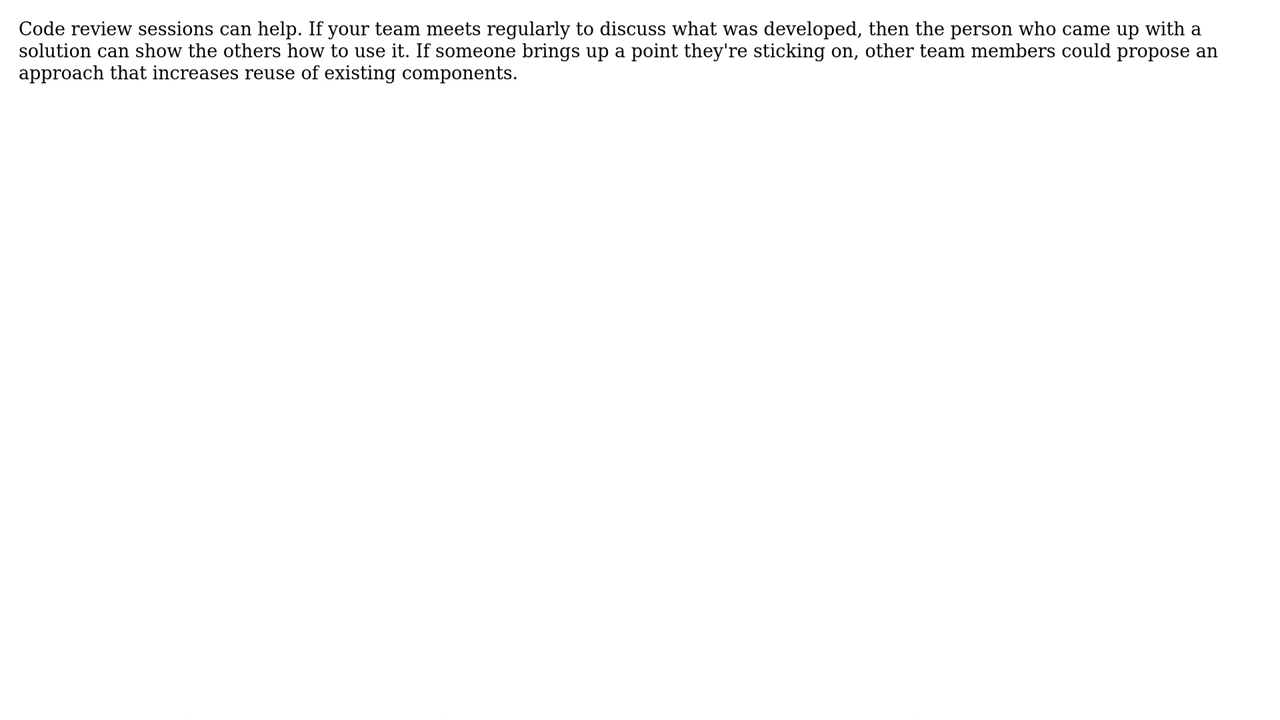 Code review sessions can help. If your team meets regularly to discuss what was developed, then the person who came up with a
solution can show the others how to use it. If someone brings up a point they're sticking on, other team members could propose an
approach that increases reuse of existing components.